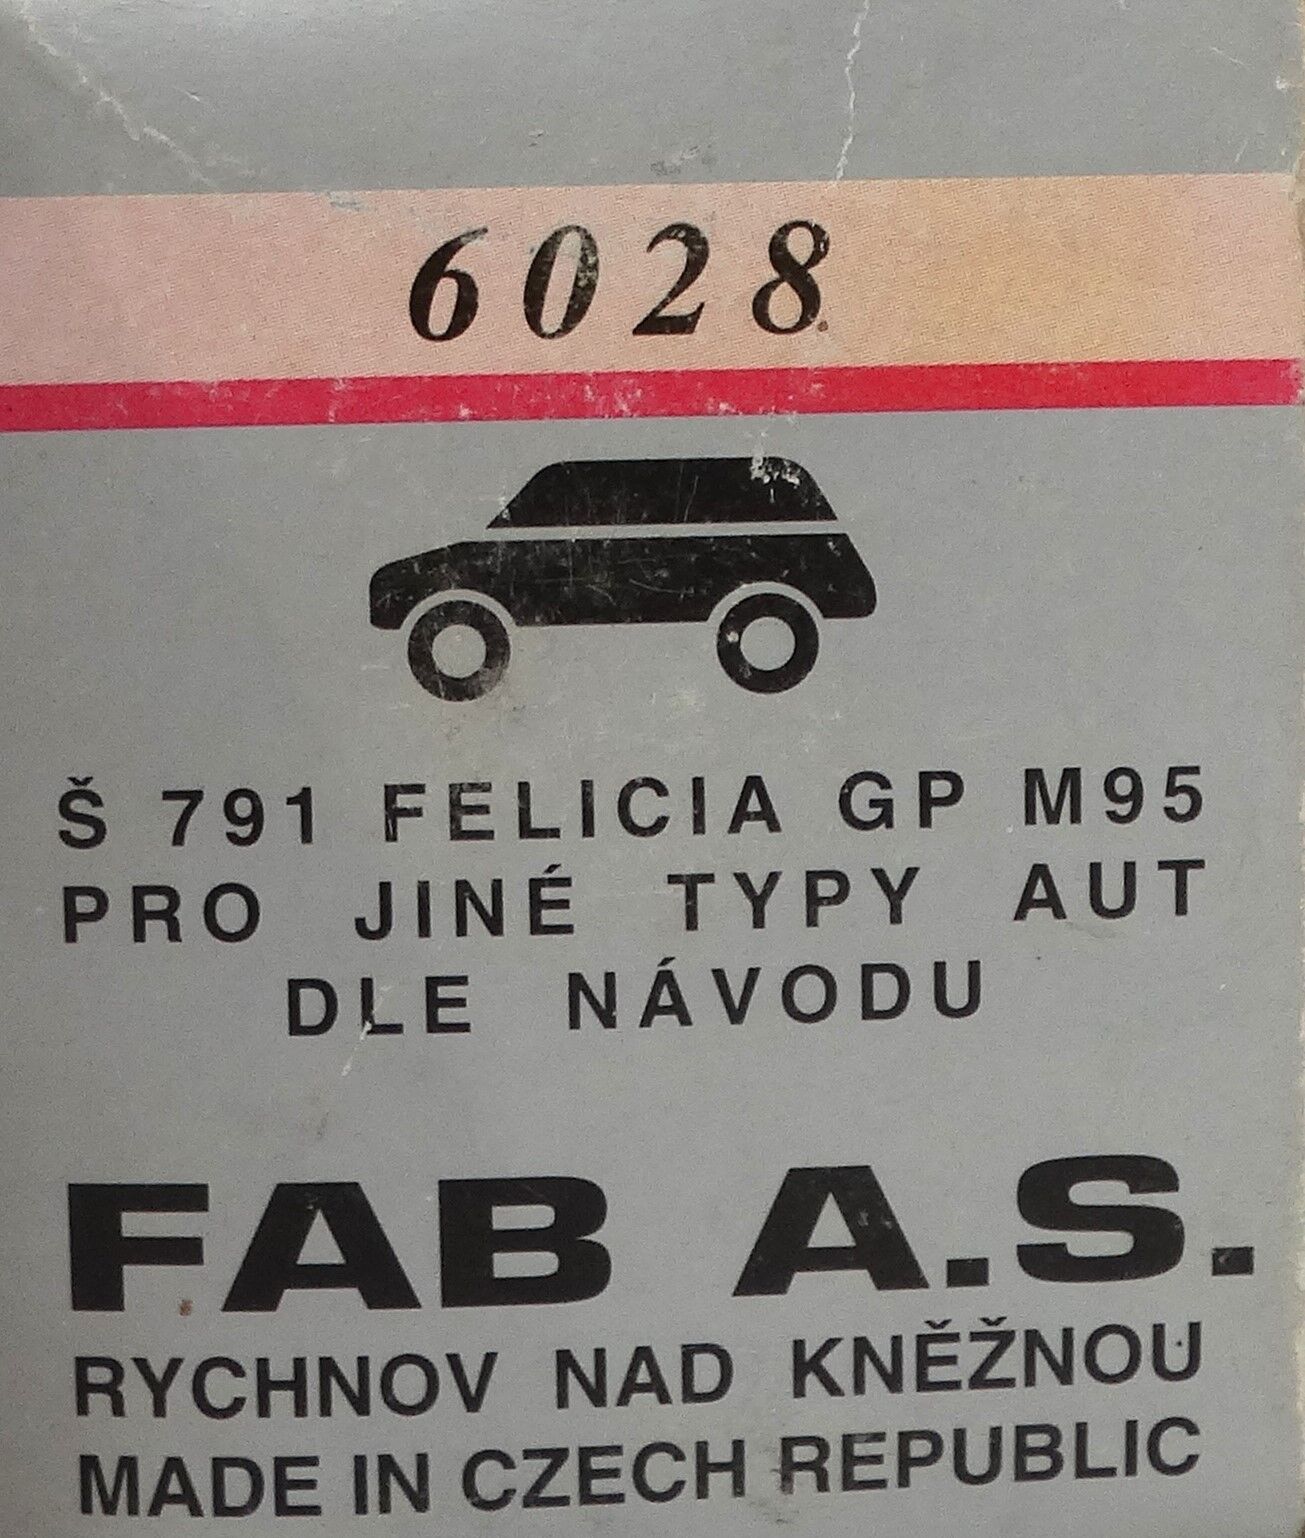 6028
Š 791 FELICIA GP M95
PRO JINÉ TYPY AUT
DLE NÁVODU
FAB A.S.
RYCHNOV NAD KNĚŽNOU
MADE IN CZECH REPUBLIC